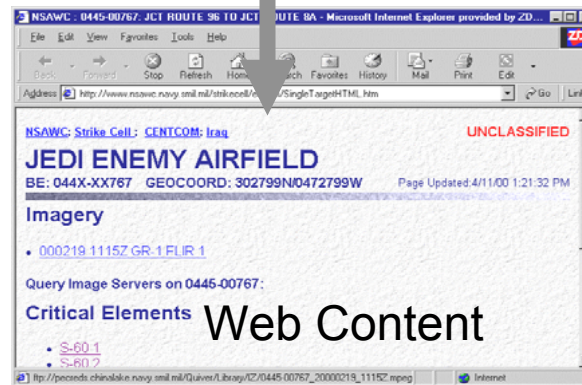 NSAWC : 0445-00767: JCT ROUTE 96 TO JCT ROUTE 8A - Microsoft Internet Explorer provided by ZD...
File Edit View Favorites Tools Help
Back Forward Stop Refresh Home Search Favorites History Mail Print Edit
Address http://www.nsawc.navy.smil.mil/strikecell/ /SingleTargetHTML.htm Go
NSAWC: Strike Cell : CENTCOM: Iraq UNCLASSIFIED
JEDI ENEMY AIRFIELD
BE: 044X-XX767 GEOCOORD: 302799N/0472799W Page Updated:4/11/00 1:21:32 PM
Imagery
• 000219 1115Z GR-1 FLIR 1
Query Image Servers on 0445-00767:
Critical Elements
Web Content
• S-60.1
• S-60.2
ftp://pecreds.chinalake.navy.smil.mil/Quiver/Library/IZ/0445-00767_20000219_1115Z.mpeg Internet